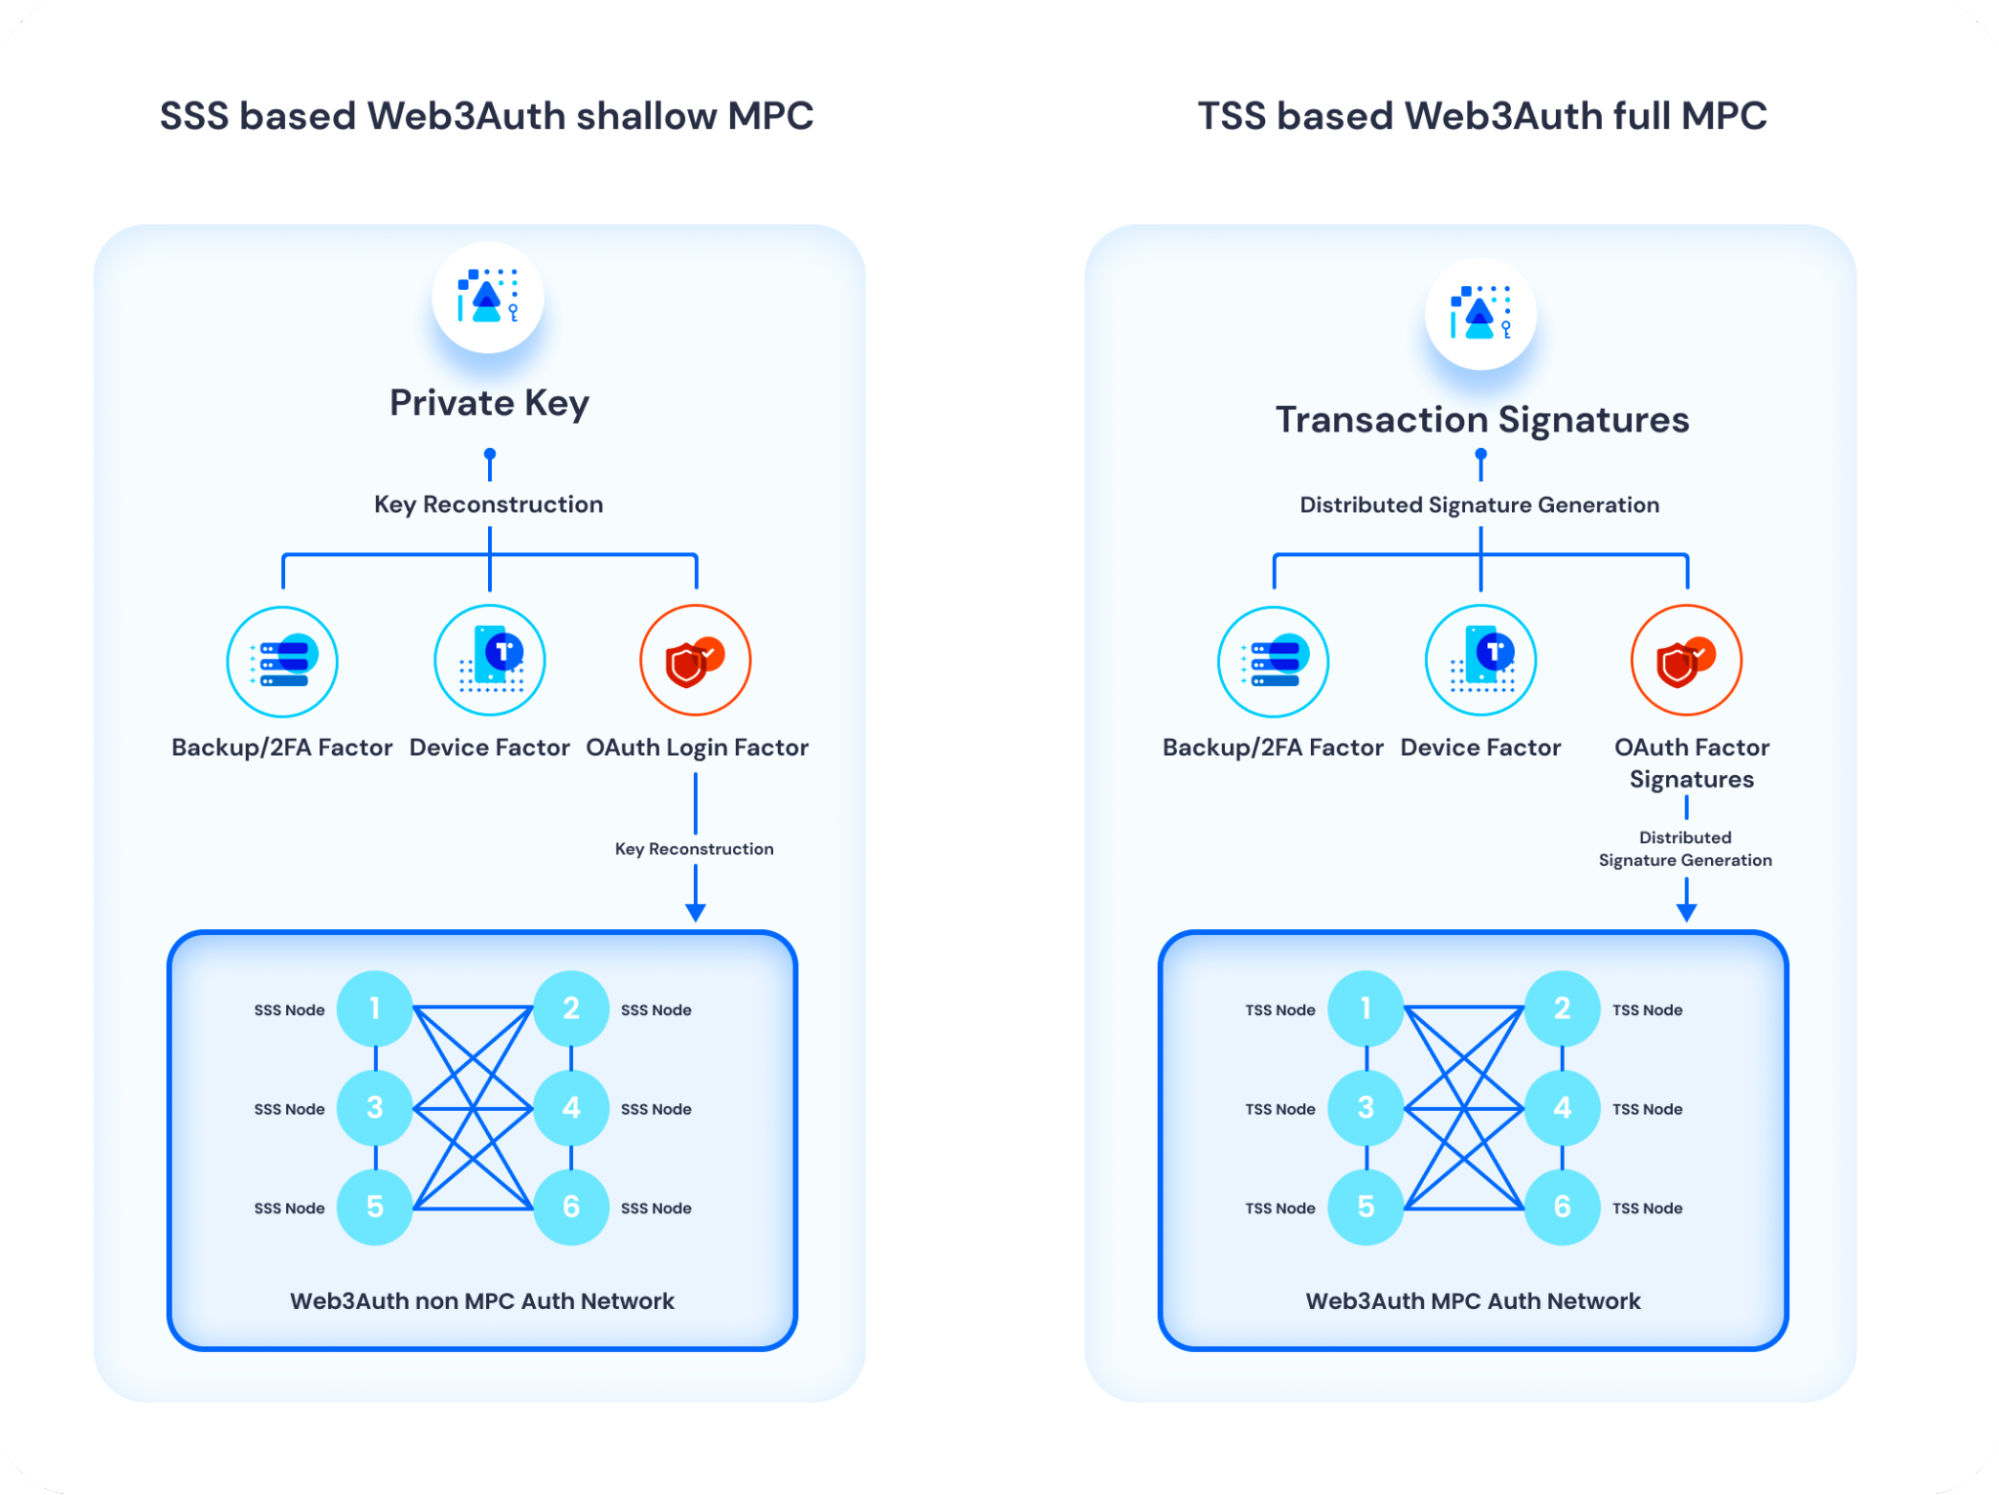 SSS based Web3Auth shallow MPC
Private Key
Key Reconstruction
Backup/2FA Factor
Device Factor
OAuth Login Factor
Key Reconstruction
SSS Node 1 2 SSS Node
SSS Node 3 4 SSS Node
SSS Node 5 6 SSS Node
Web3Auth non MPC Auth Network
TSS based Web3Auth full MPC
Transaction Signatures
Distributed Signature Generation
Backup/2FA Factor
Device Factor
OAuth Factor
Signatures
Distributed
Signature Generation
TSS Node 1 2 TSS Node
TSS Node 3 4 TSS Node
TSS Node 5 6 TSS Node
Web3Auth MPC Auth Network